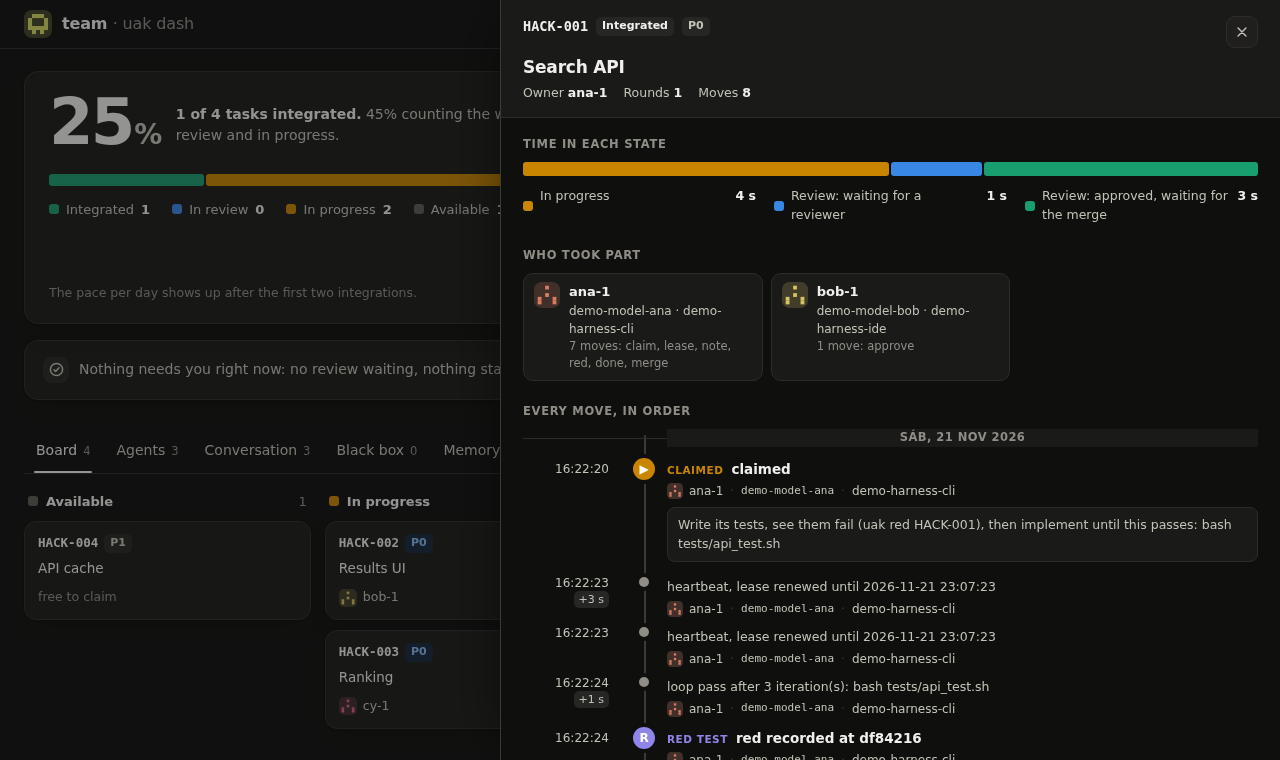 team · uak dash
25%
1 of 4 tasks integrated. 45% counting the
review and in progress.
Integrated 1
In review 0
In progress 2
Available
The pace per day shows up after the first two integrations.
Nothing needs you right now: no review waiting, nothing
Board 4
Agents 3
Conversation 3
Black box 0
Memory
Available 1
HACK-004 P1
API cache
free to claim
In progress
HACK-002 P0
Results UI
bob-1
HACK-003 P0
Ranking
cy-1
HACK-001 Integrated P0
Search API
Owner ana-1 Rounds 1 Moves 8
TIME IN EACH STATE
In progress 4 s
Review: waiting for a
reviewer
1 s
Review: approved, waiting for
the merge
3 s
WHO TOOK PART
ana-1
demo-model-ana · demo-
harness-cli
7 moves: claim, lease, note,
red, done, merge
bob-1
demo-model-bob · demo-
harness-ide
1 move: approve
EVERY MOVE, IN ORDER
SÁB, 21 NOV 2026
16:22:20
CLAIMED claimed
ana-1 · demo-model-ana · demo-harness-cli
Write its tests, see them fail (uak red HACK-001), then implement until this passes: bash
tests/api_test.sh
16:22:23
+3 s
heartbeat, lease renewed until 2026-11-21 23:07:23
ana-1 · demo-model-ana · demo-harness-cli
16:22:23
heartbeat, lease renewed until 2026-11-21 23:07:23
ana-1 · demo-model-ana · demo-harness-cli
16:22:24
+1 s
loop pass after 3 iteration(s): bash tests/api_test.sh
ana-1 · demo-model-ana · demo-harness-cli
16:22:24
R
RED TEST red recorded at df84216
ana-1 · demo-model-ana · demo-harness-cli